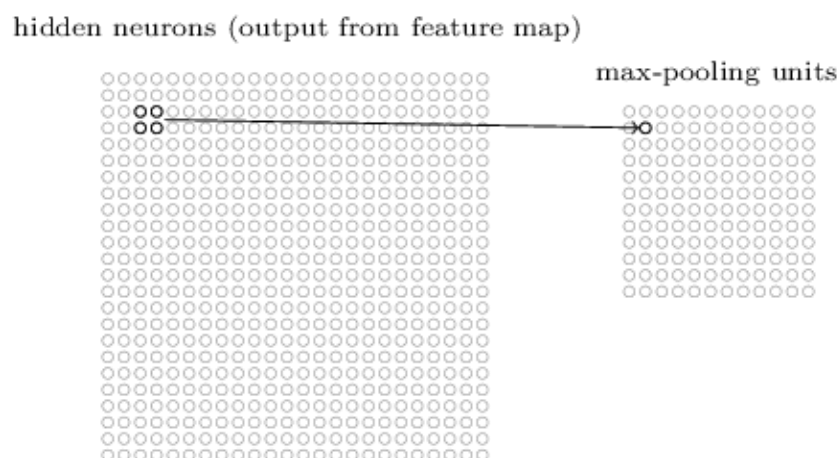 hidden neurons (output from feature map)
max-pooling units